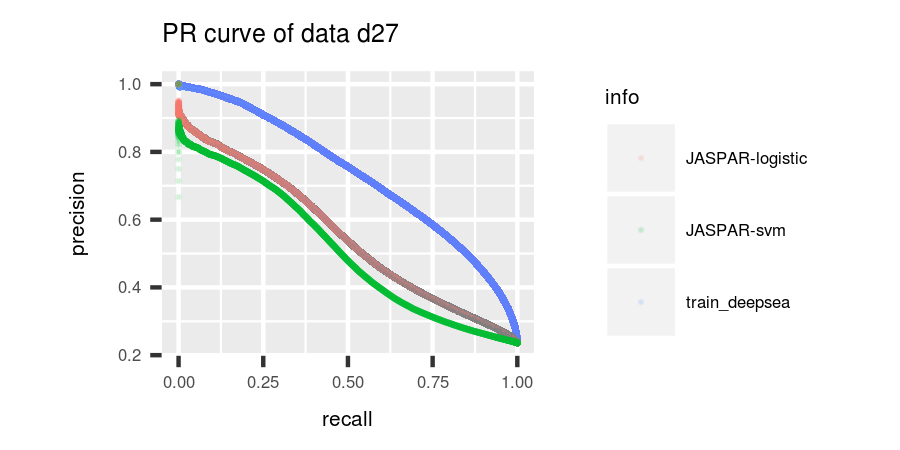 PR curve of data d27
1.0
0.8
0.6
0.4
0.2
precision
0.00
0.25
0.50
0.75
1.00
recall
info
JASPAR-logistic
JASPAR-svm
train_deepsea